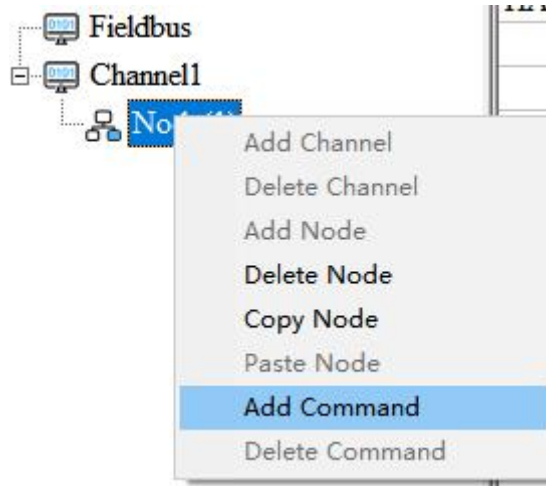 Fieldbus
Channel1
Add Channel
Delete Channel
Add Node
Delete Node
Copy Node
Paste Node
Add Command
Delete Command